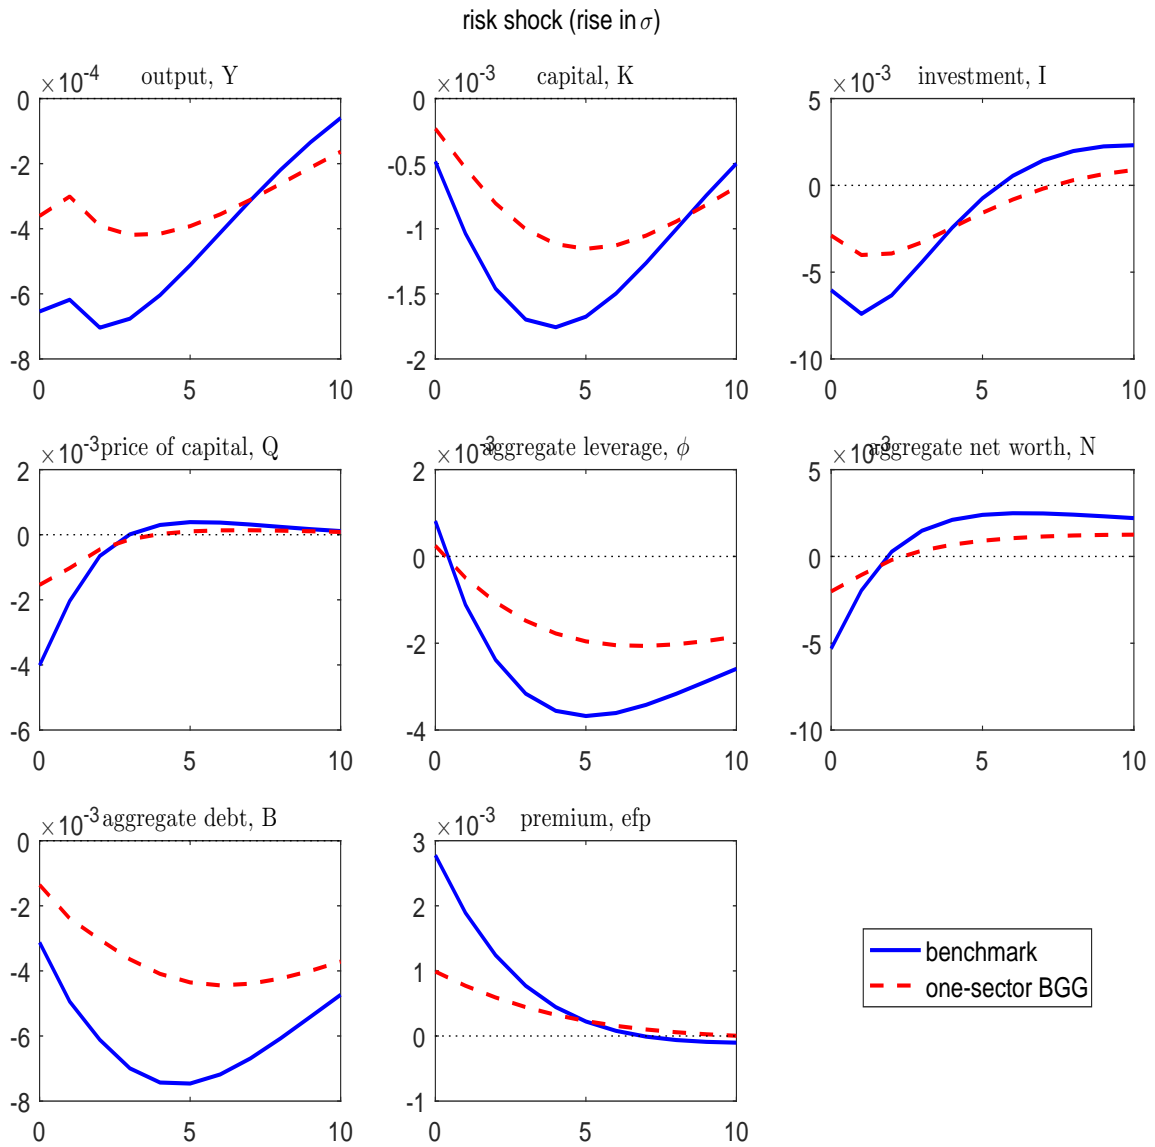 risk shock (rise in σ)
×10-4 output, Y
0
-2
-4
-6
-8
0 5 10
×10-3 capital, K
0
-0.5
-1
-1.5
-2
0 5 10
×10-3 investment, I
5
0
-5
-10
0 5 10
×10-3 price of capital, Q
2
0
-2
-4
-6
0 5 10
×10-3 aggregate leverage, ϕ
2
0
-2
-4
0 5 10
×10-3 aggregate net worth, N
5
0
-5
-10
0 5 10
×10-3 aggregate debt, B
0
-2
-4
-6
-8
0 5 10
×10-3 premium, efp
3
2
1
0
-1
0 5 10
benchmark
one-sector BGG